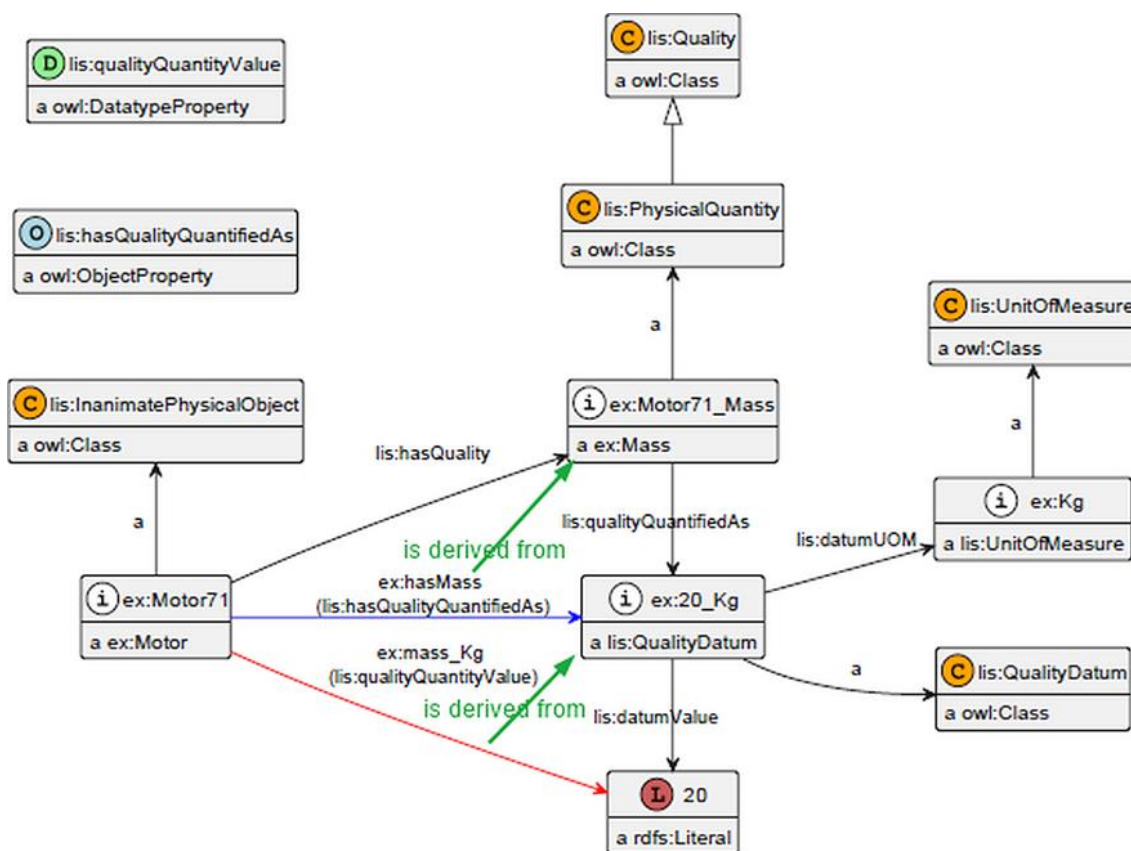 C lis:Quality
a owl:Class
D lis:qualityQuantityValue
a owl:DatatypeProperty
C lis:PhysicalQuantity
a owl:Class
O lis:hasQualityQuantifiedAs
a owl:ObjectProperty
C lis:UnitOfMeasure
a owl:Class
a
C lis:InanimatePhysicalObject
a owl:Class
i ex:Motor71_Mass
a ex:Mass
a
lis:hasQuality
a
i ex:Kg
a lis:UnitOfMeasure
lis:qualityQuantifiedAs
lis:datumUOM
is derived from
i ex:Motor71
a ex:Motor
ex:hasMass
(lis:hasQualityQuantifiedAs)
i ex:20_Kg
a lis:QualityDatum
ex:mass_Kg
(lis:qualityQuantityValue)
a
C lis:QualityDatum
a owl:Class
is derived from
lis:datumValue
L 20
a rdfs:Literal